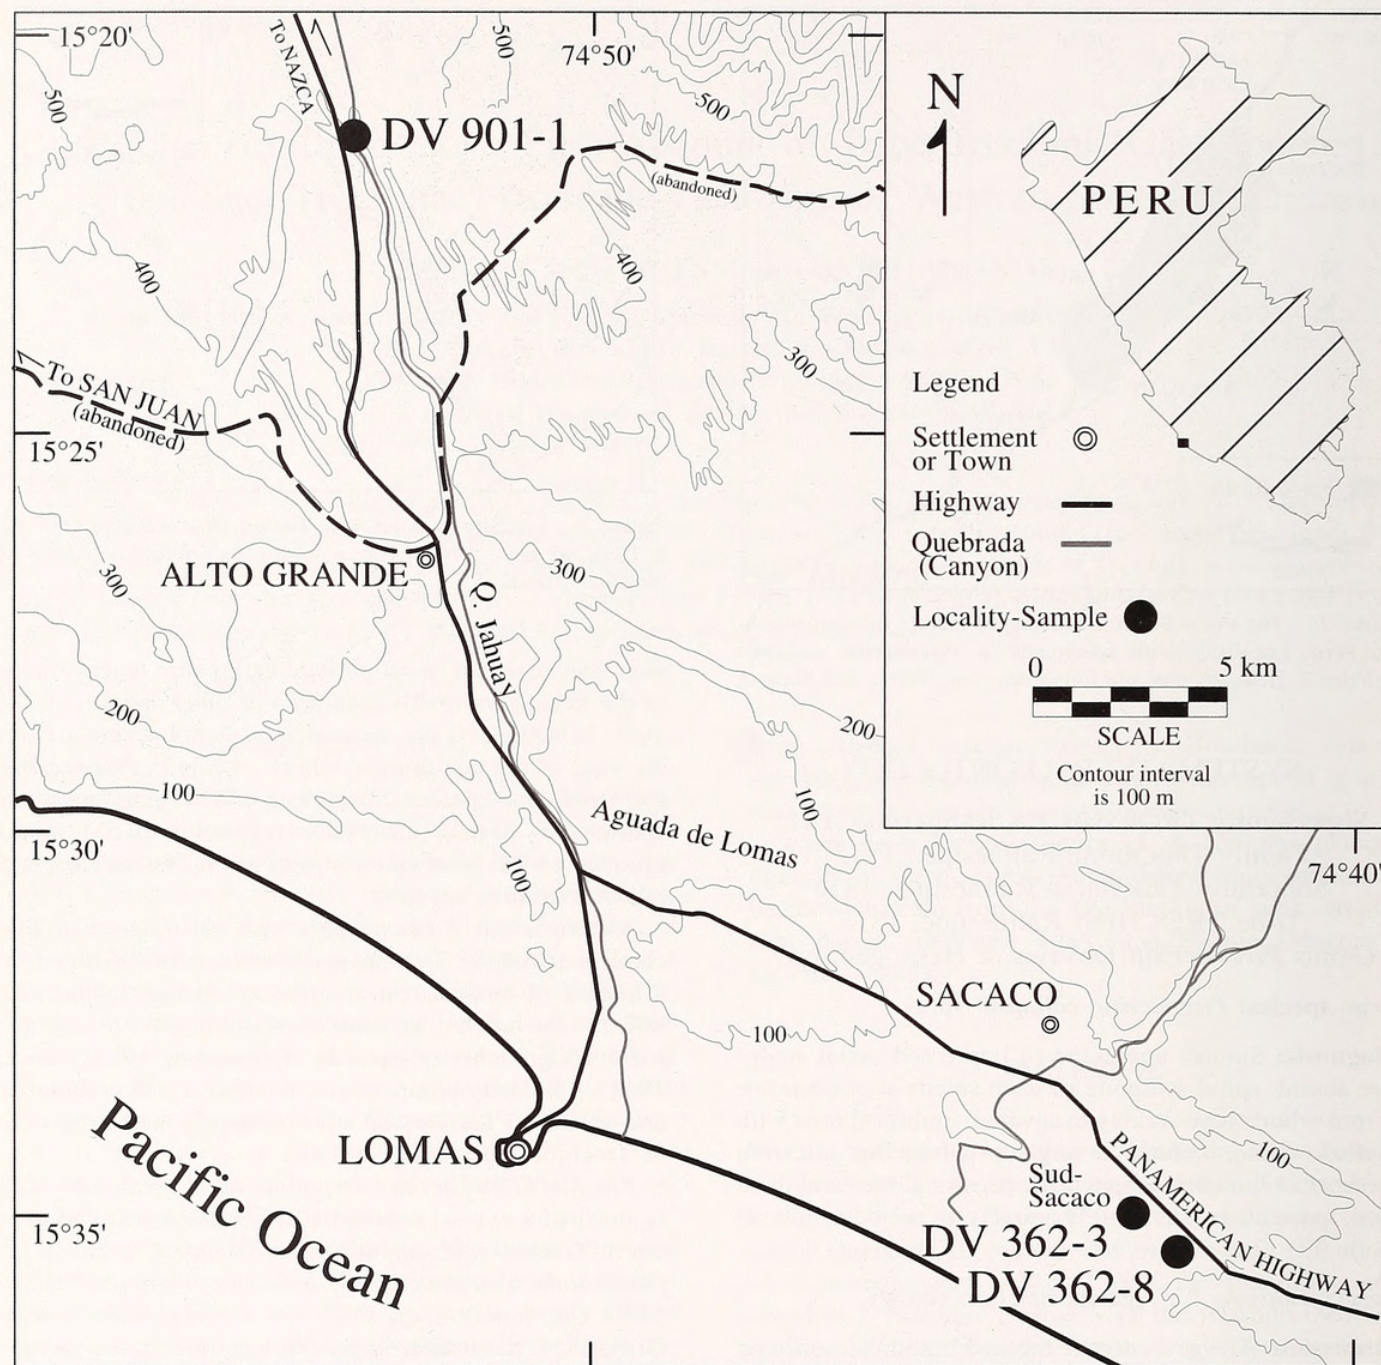 15°20'
To NAZCA
500
74°50'
500
500
DV 901-1
(abandoned)
400
400
300
To SAN JUAN
(abandoned)
15°25'
ALTO GRANDE
300
300
Q. Jahuay
200
200
100
100
15°30'
100
Aguada de Lomas
74°40'
SACACO
100
LOMAS
Pacific Ocean
15°35'
Sud-
Sacaco
100
PANAMERICAN HIGHWAY
DV 362-3
DV 362-8
N
PERU
Legend
Settlement
or Town
Highway
Quebrada
(Canyon)
Locality-Sample
0 5 km
SCALE
Contour interval
is 100 m